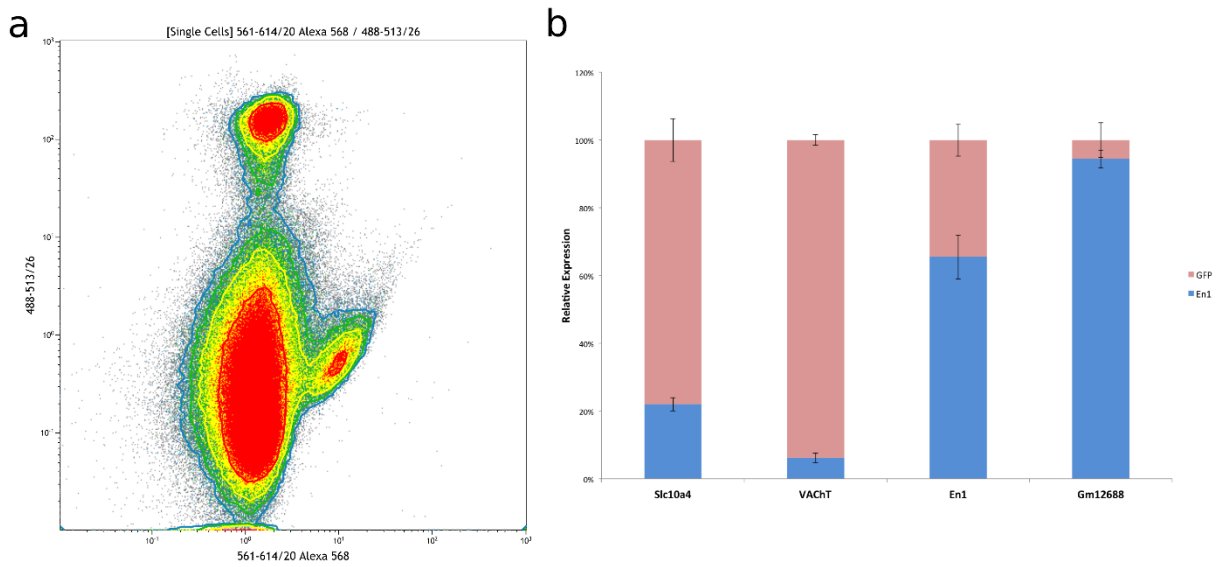 a
[Single Cells] 561-614/20 Alexa 568 / 488-513/26
10³
10²
10¹
10⁰
10⁻¹
488-513/26
10⁻¹
10⁰
10¹
10²
10³
561-614/20 Alexa 568
b
120%
100%
80%
60%
40%
20%
0%
Relative Expression
Slc10a4
VAChT
En1
Gm12688
GFP
En1